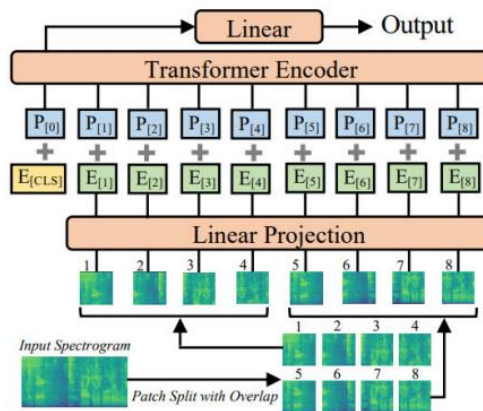 Linear Output
Transformer Encoder
P[0] P[1] P[2] P[3] P[4] P[5] P[6] P[7] P[8]
+ + + + + + + + +
E[CLS] E[1] E[2] E[3] E[4] E[5] E[6] E[7] E[8]
Linear Projection
1 2 3 4 5 6 7 8
1 2 3 4
Input Spectrogram
5 6 7 8
Patch Split with Overlap